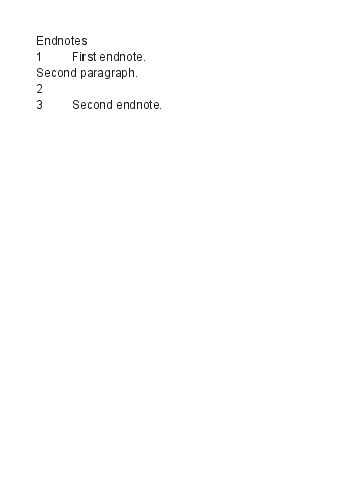 Endnotes
1 First endnote.
Second paragraph.
2
3 Second endnote.